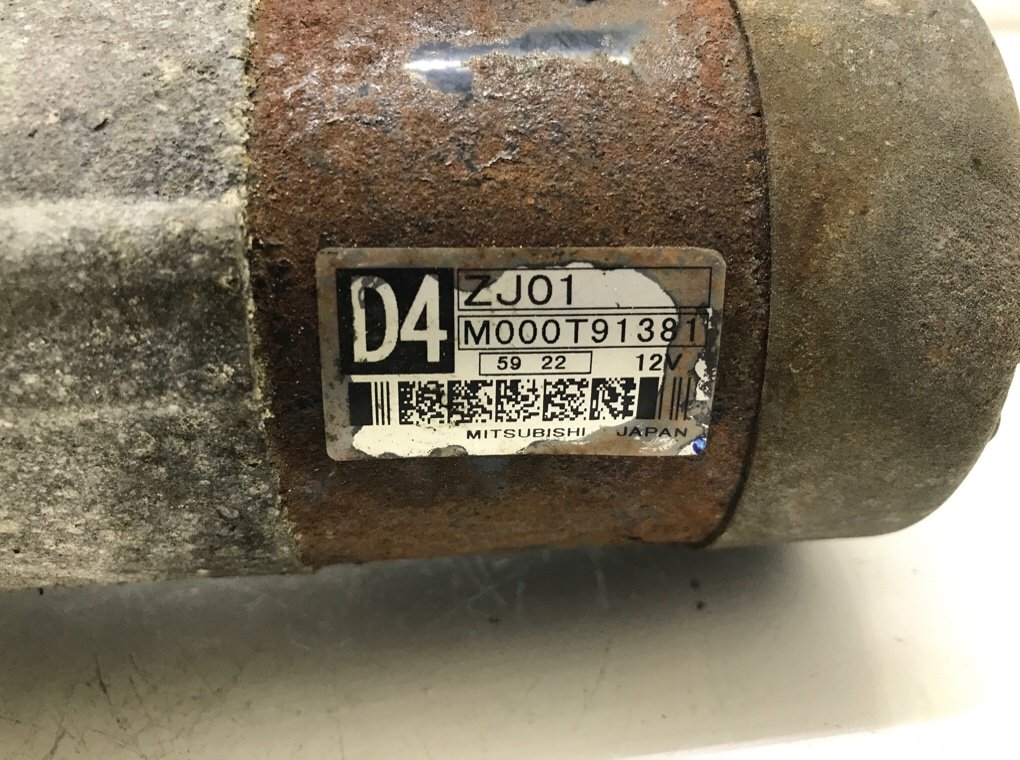 D4
ZJ01
M000T91381
59 22 12V
MITSUBISHI JAPAN